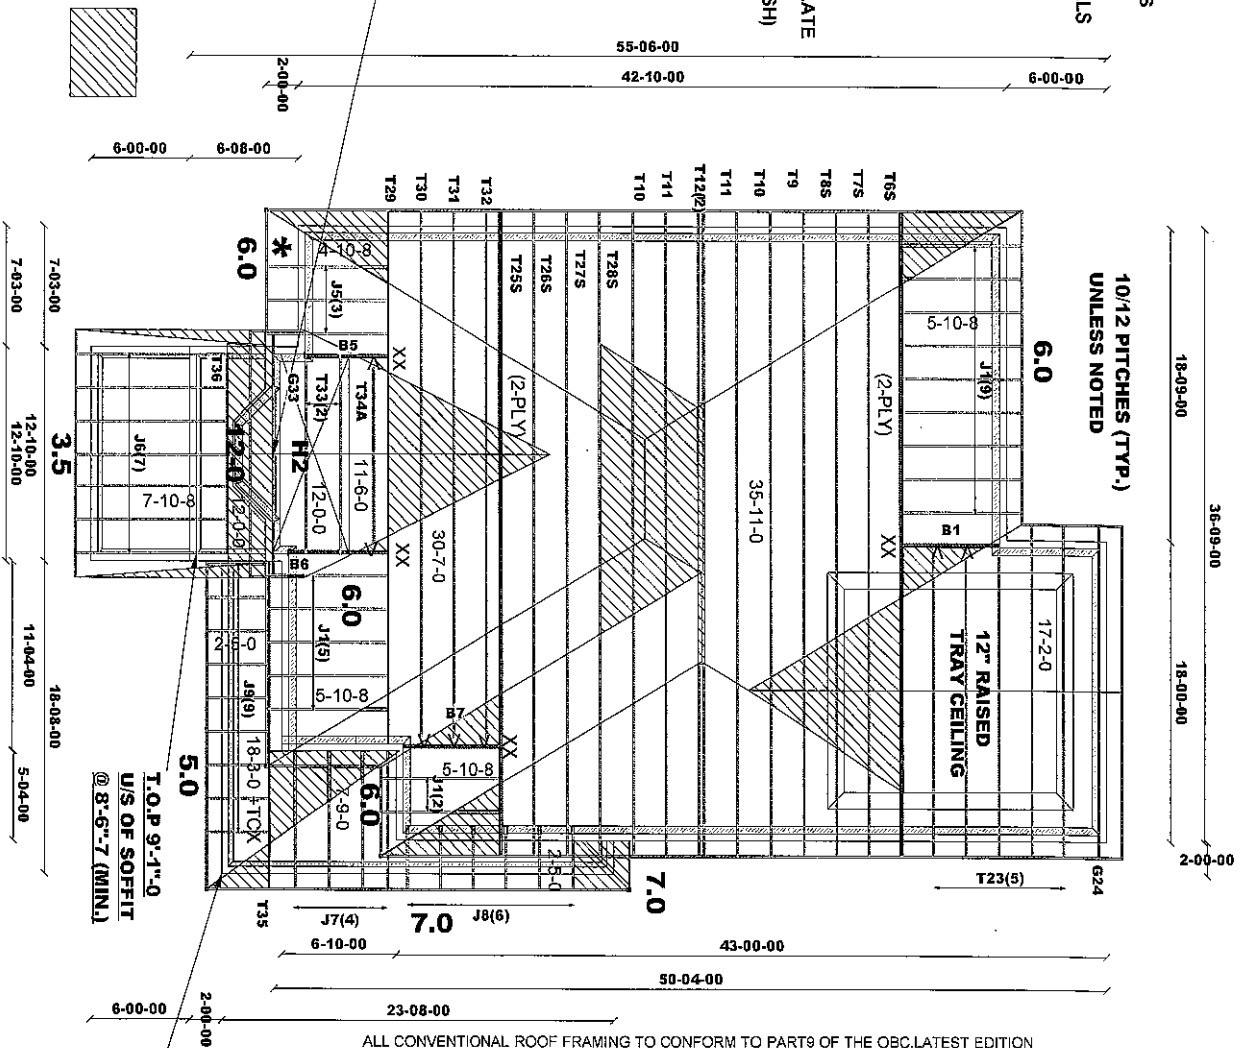 S
LS
LATE
SH)
55-06-00
2-00-00
42-10-00
6-00-00
6-00-00
6-08-00
T29
T30
T31
T32
T10
T11
T12(2)
T11
T10
T9
T8S
T7S
T6S
T25S
T26S
T27S
T28S
10/12 PITCHES (TYP.)
UNLESS NOTED
6.0
*
4-10-8
J5(3)
B5
XX
(2-PLY)
(2-PLY)
5-10-8
J1(9)
6.0
18-09-00
36-09-00
7-03-00
7-03-00
T36
G33
T33(2)
T34A
H2
12.0
12-0-0
12-0-0
11-6-0
35-11-0
30-7-0
J6(7)
7-10-8
3.5
12-10-00
12-10-00
B6
XX
XX
B1
6.0
J1(5)
5-10-8
2-5-0
J9(9)
11-04-00
18-08-00
B7
XX
5-10-8
J1(2)
17-2-0
12" RAISED
TRAY CEILING
18-00-00
5.0
18-3-0 +TCX
7-9-0
6.0
5-04-00
T.O.P 9'-1"-0
U/S OF SOFFIT
@ 8'-6"-7 (MIN.)
2-5-0
7.0
7.0
T35
J7(4)
J8(6)
T23(5)
G24
2-00-00
6-10-00
43-00-00
50-04-00
6-00-00
2-00-00
23-08-00
ALL CONVENTIONAL ROOF FRAMING TO CONFORM TO PART9 OF THE OBC.LATEST EDITION